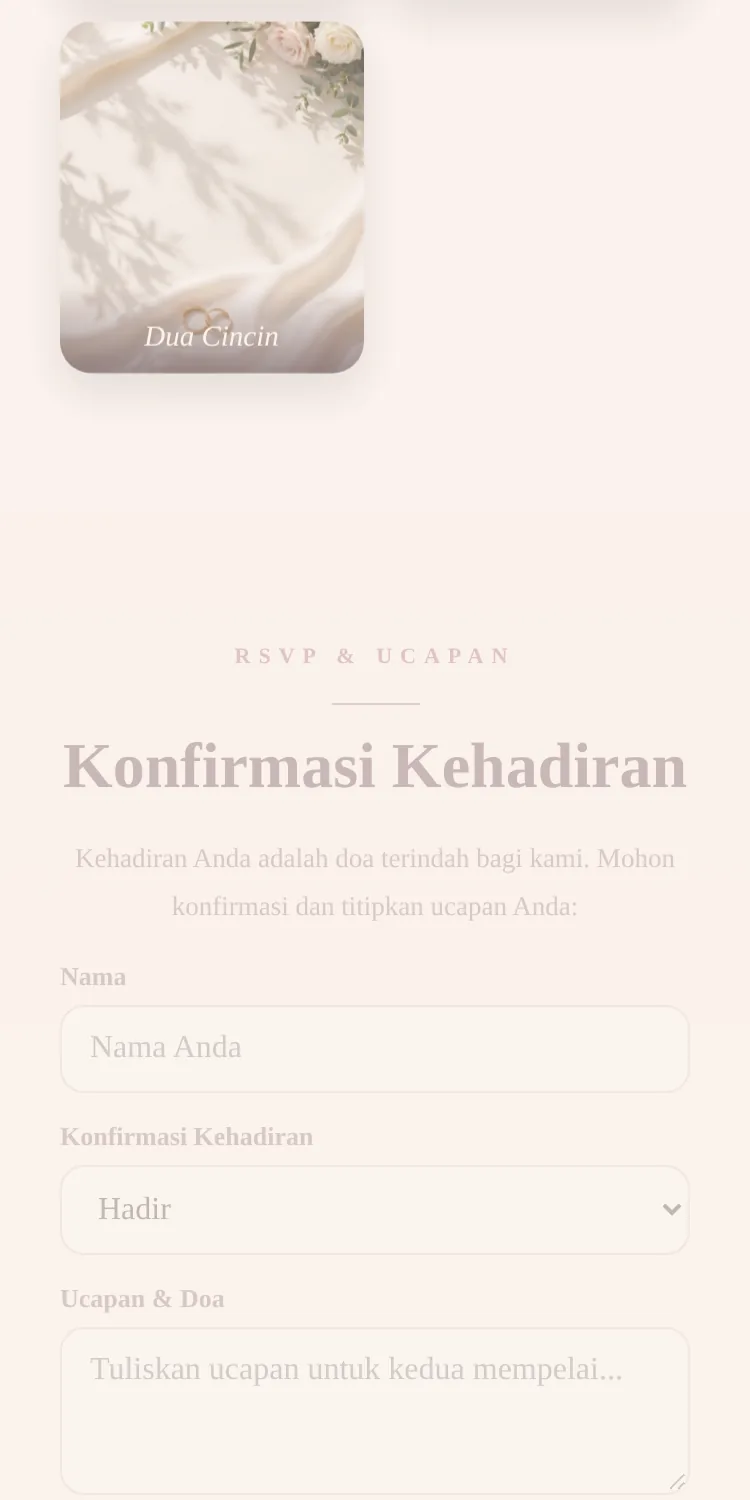 Dua Cincin
RSVP & UCAPAN
Konfirmasi Kehadiran
Kehadiran Anda adalah doa terindah bagi kami. Mohon
konfirmasi dan titipkan ucapan Anda:
Nama
Nama Anda
Konfirmasi Kehadiran
Hadir
Ucapan & Doa
Tuliskan ucapan untuk kedua mempelai...